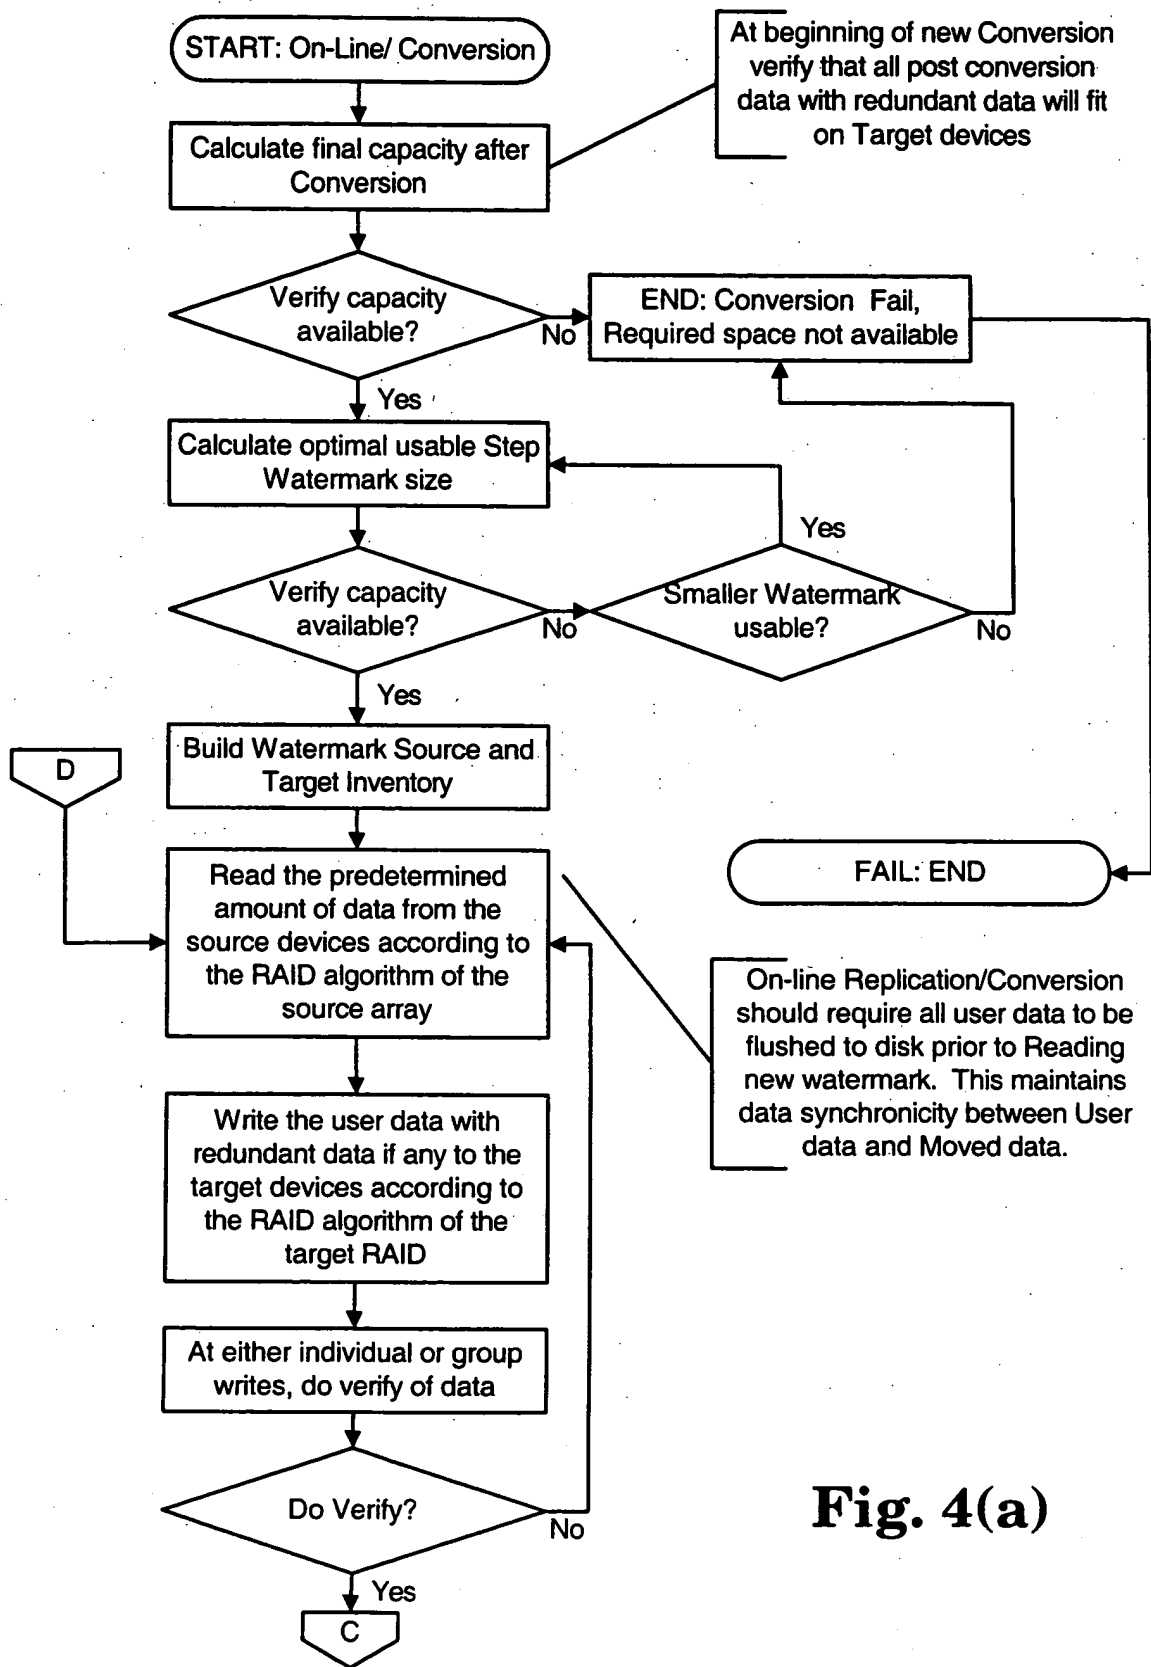 START: On-Line/ Conversion
At beginning of new Conversion
verify that all post conversion
data with redundant data will fit
on Target devices
Calculate final capacity after
Conversion
Verify capacity
available?
No
END: Conversion Fail,
Required space not available
Yes
Calculate optimal usable Step
Watermark size
Yes
Verify capacity
available?
No
Smaller Watermark
usable?
No
Yes
Build Watermark Source and
Target Inventory
D
Read the predetermined
amount of data from the
source devices according to
the RAID algorithm of the
source array
FAIL: END
On-line Replication/Conversion
should require all user data to be
flushed to disk prior to Reading
new watermark. This maintains
data synchronicity between User
data and Moved data.
Write the user data with
redundant data if any to the
target devices according to
the RAID algorithm of the
target RAID
At either individual or group
writes, do verify of data
Do Verify?
No
Yes
C
Fig. 4(a)